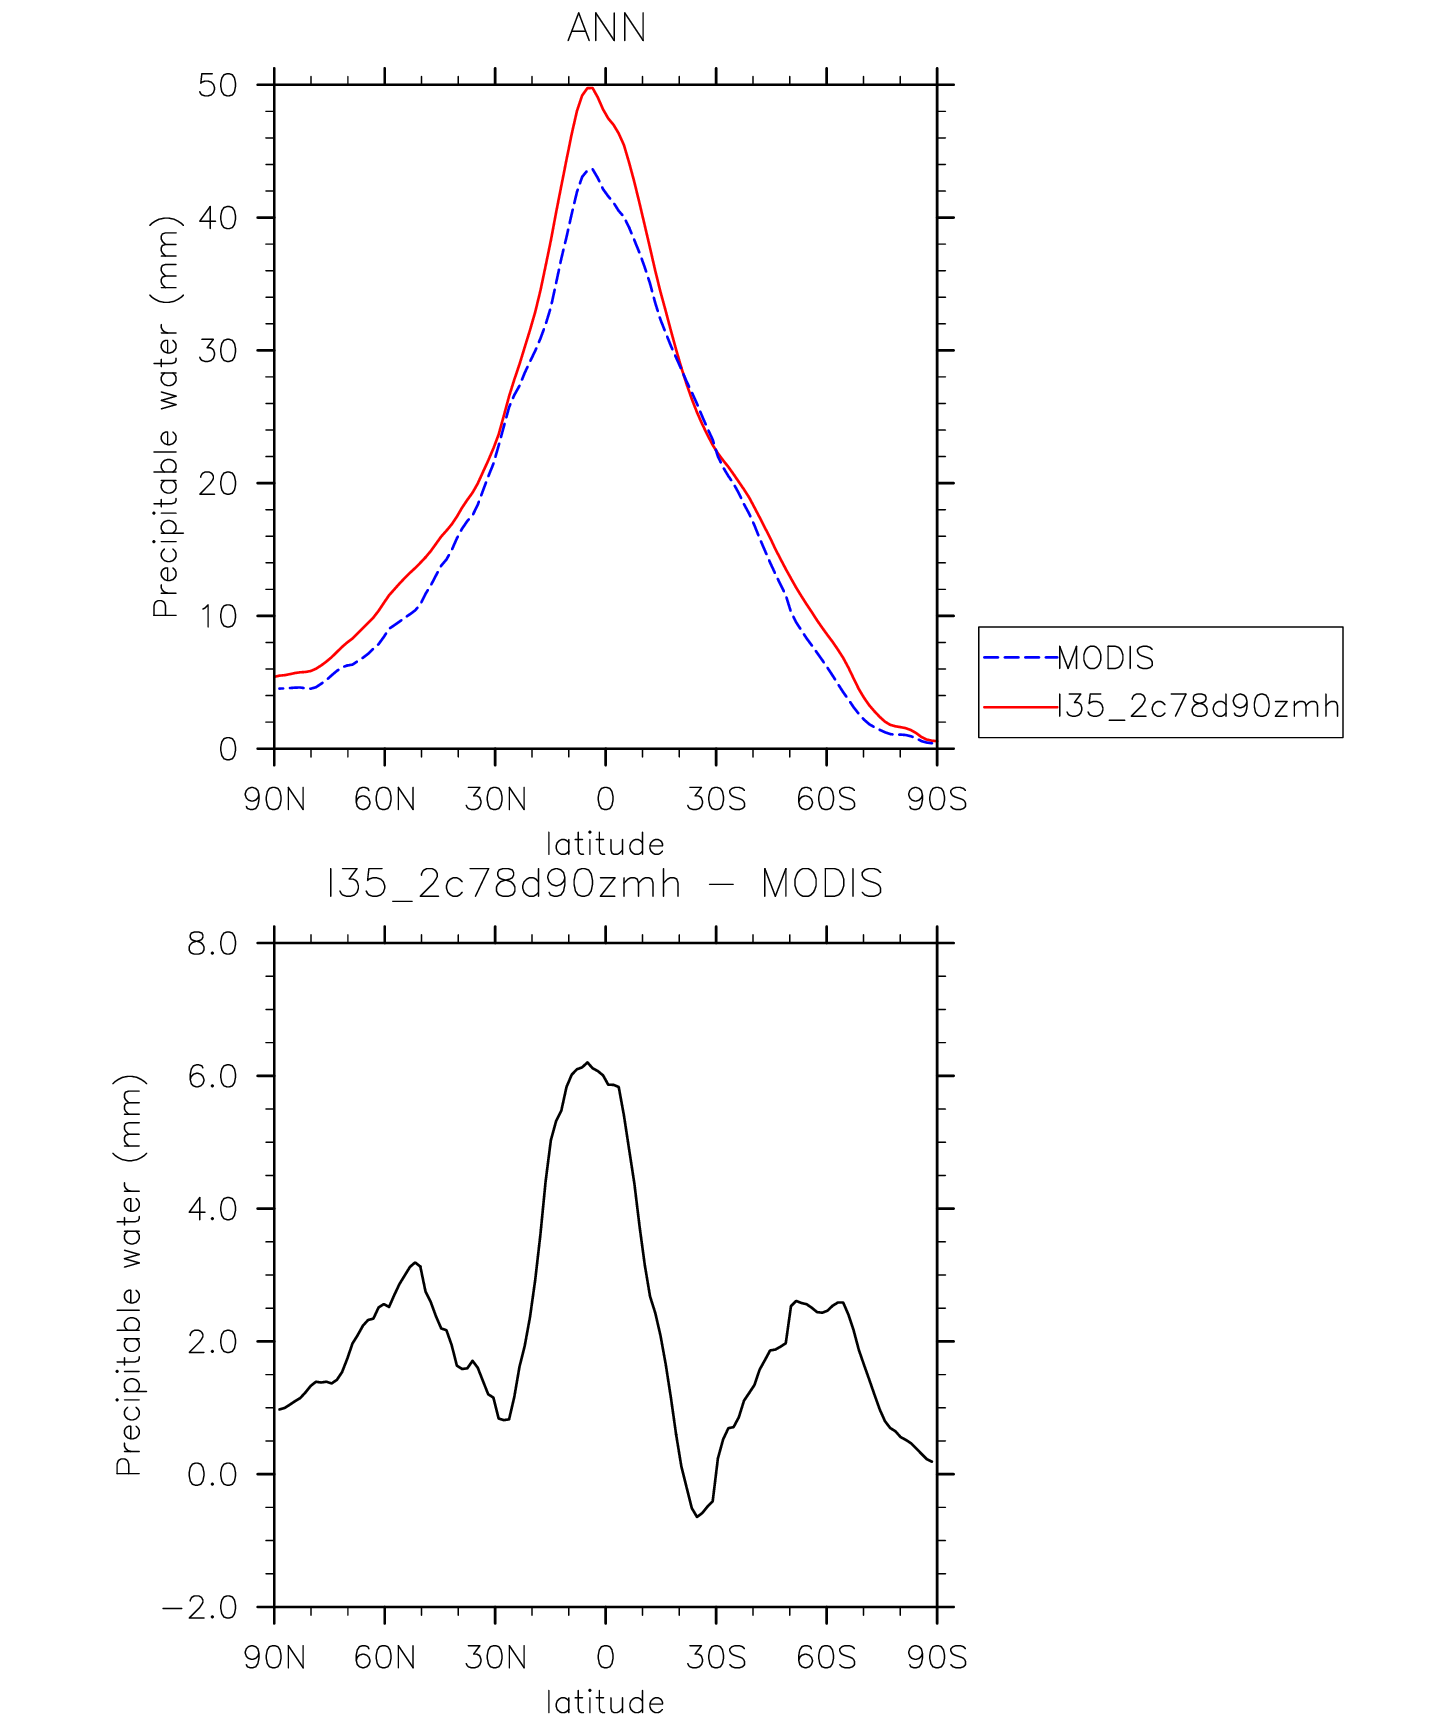 ANN
50
40
30
20
10
0
Precipitable water (mm)
90N 60N 30N 0 30S 60S 90S
latitude
MODIS
I35_2c78d90zmh
I35_2c78d90zmh − MODIS
8.0
6.0
4.0
2.0
0.0
−2.0
Precipitable water (mm)
90N 60N 30N 0 30S 60S 90S
latitude